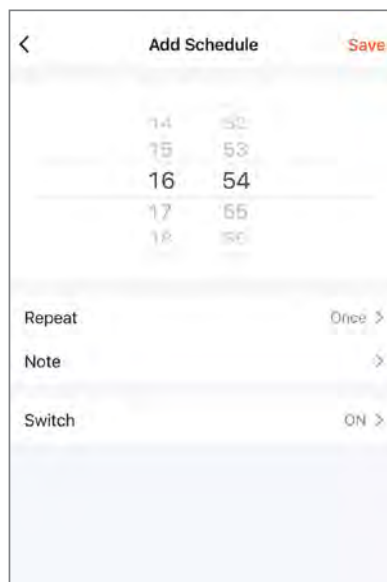 Add Schedule Save
14 52
15 53
16 54
17 55
18 56
Repeat Once
Note
Switch ON